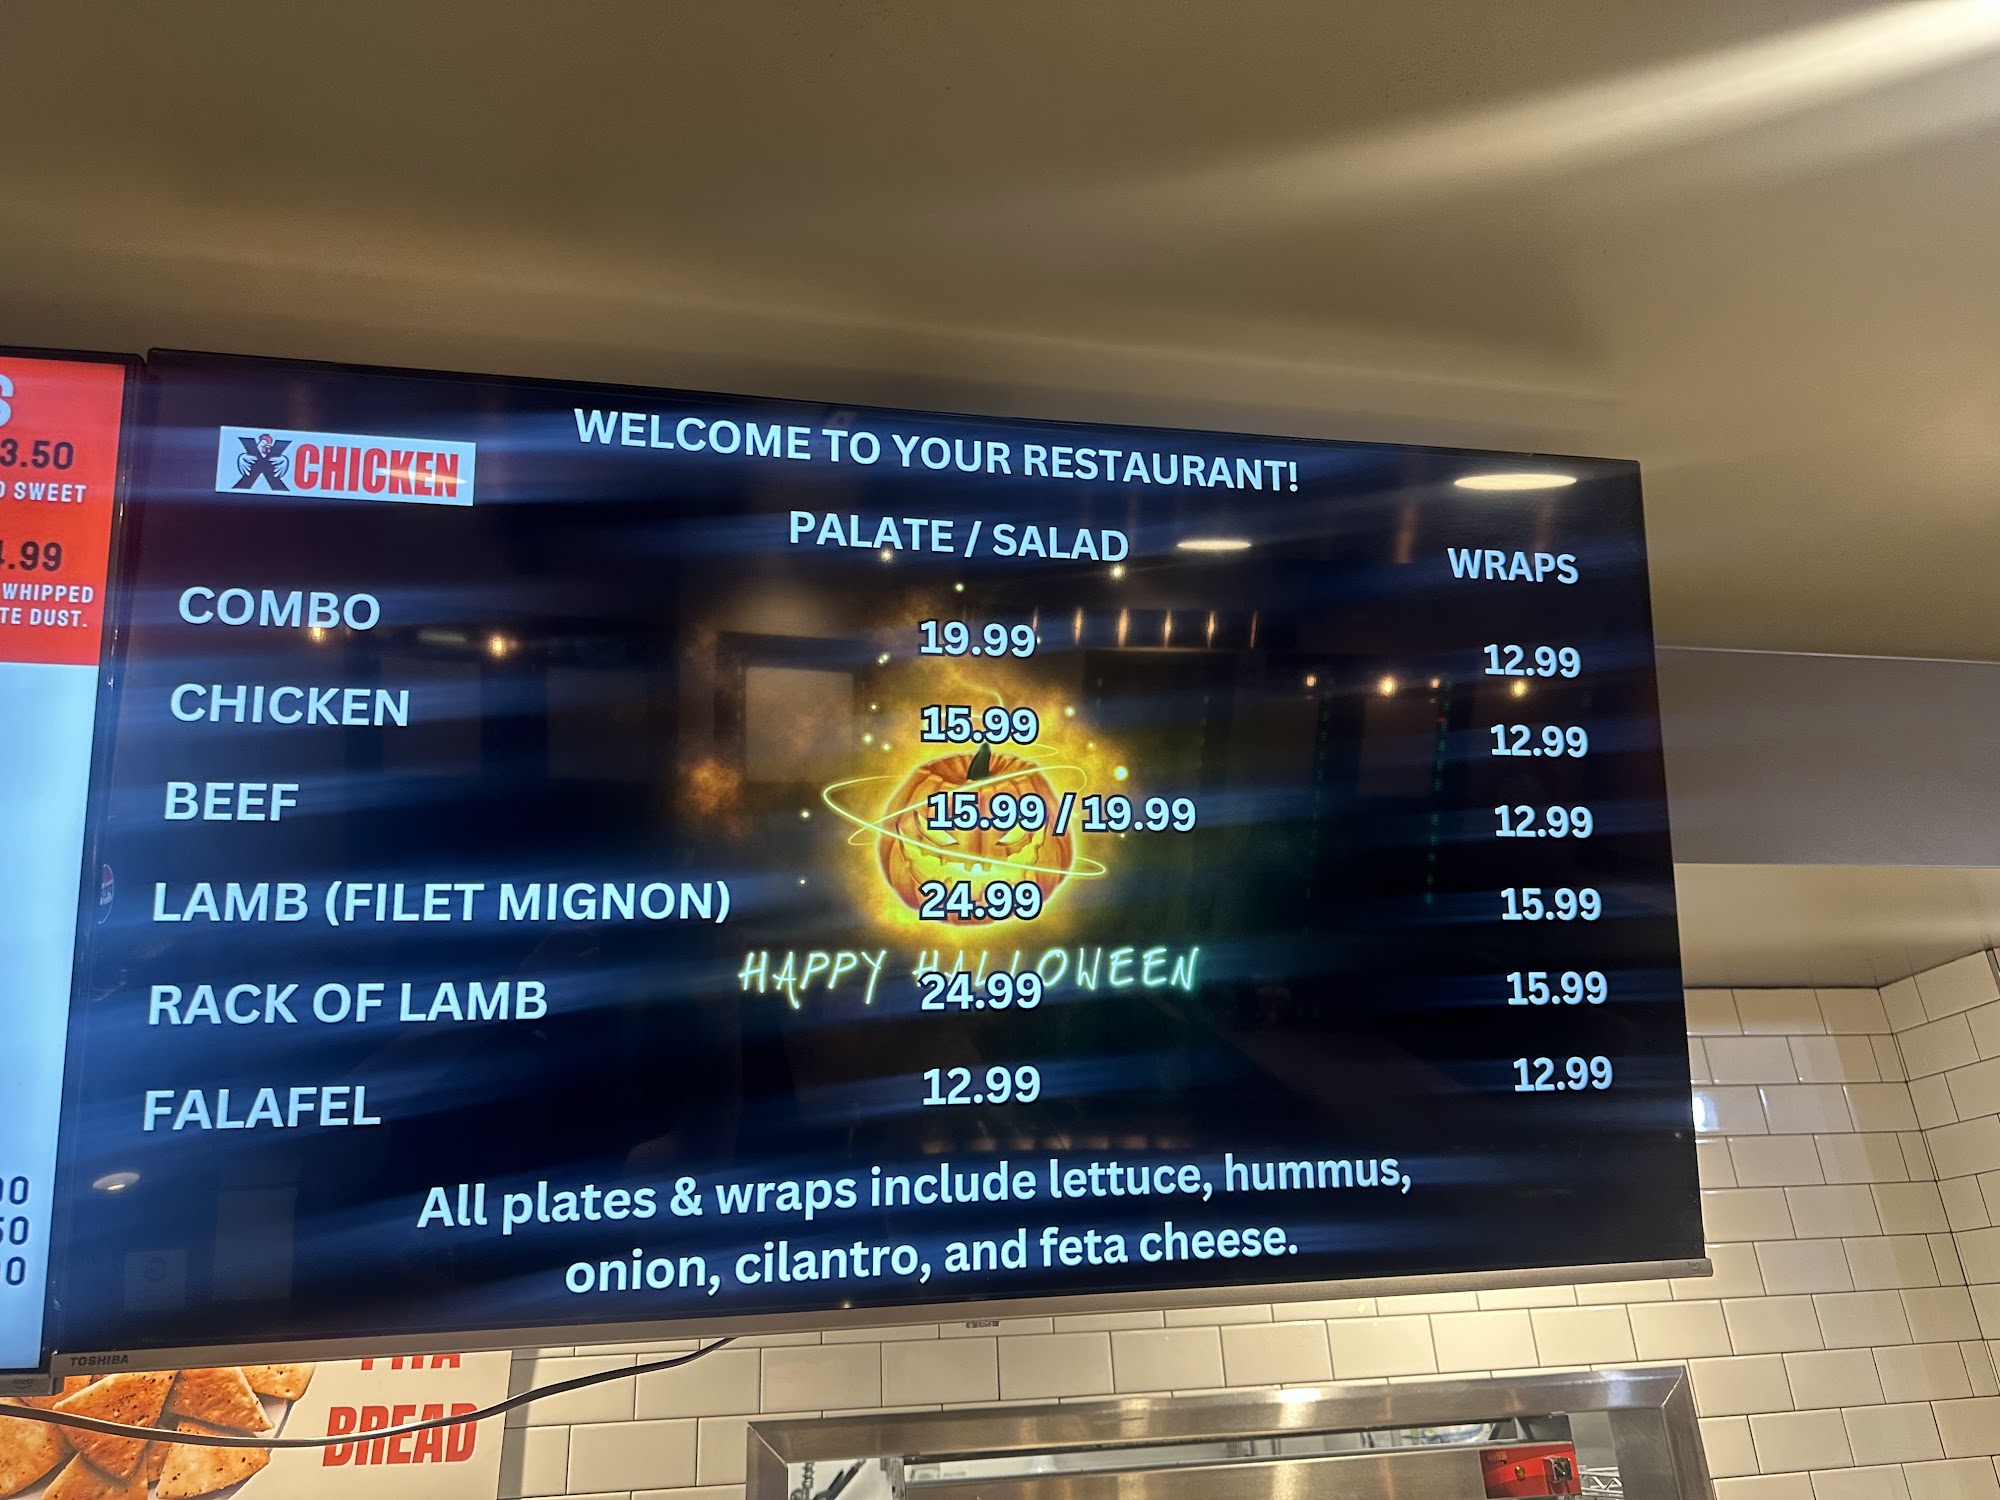 3.50
SWEET
.99
WHIPPED
TE DUST.
X CHICKEN
WELCOME TO YOUR RESTAURANT!
PALATE / SALAD WRAPS
COMBO 19.99 12.99
CHICKEN 15.99 12.99
BEEF 15.99 / 19.99 12.99
LAMB (FILET MIGNON) 24.99 15.99
HAPPY HALLOWEEN
RACK OF LAMB 24.99 15.99
FALAFEL 12.99 12.99
All plates & wraps include lettuce, hummus,
onion, cilantro, and feta cheese.
TOSHIBA
PITA
BREAD